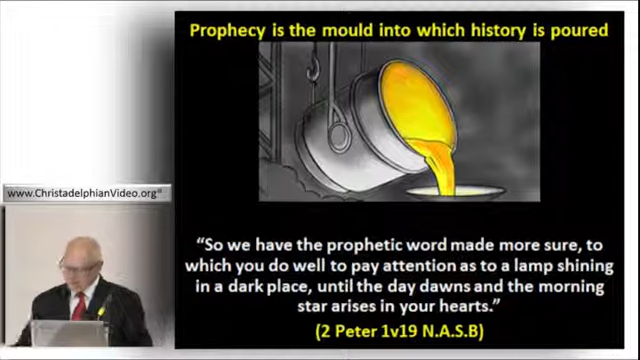 Prophecy is the mould into which history is poured
www.ChristadelphianVideo.org®
“So we have the prophetic word made more sure, to
which you do well to pay attention as to a lamp shining
in a dark place, until the day dawns and the morning
star arises in your hearts.”
(2 Peter 1v19 N.A.S.B)